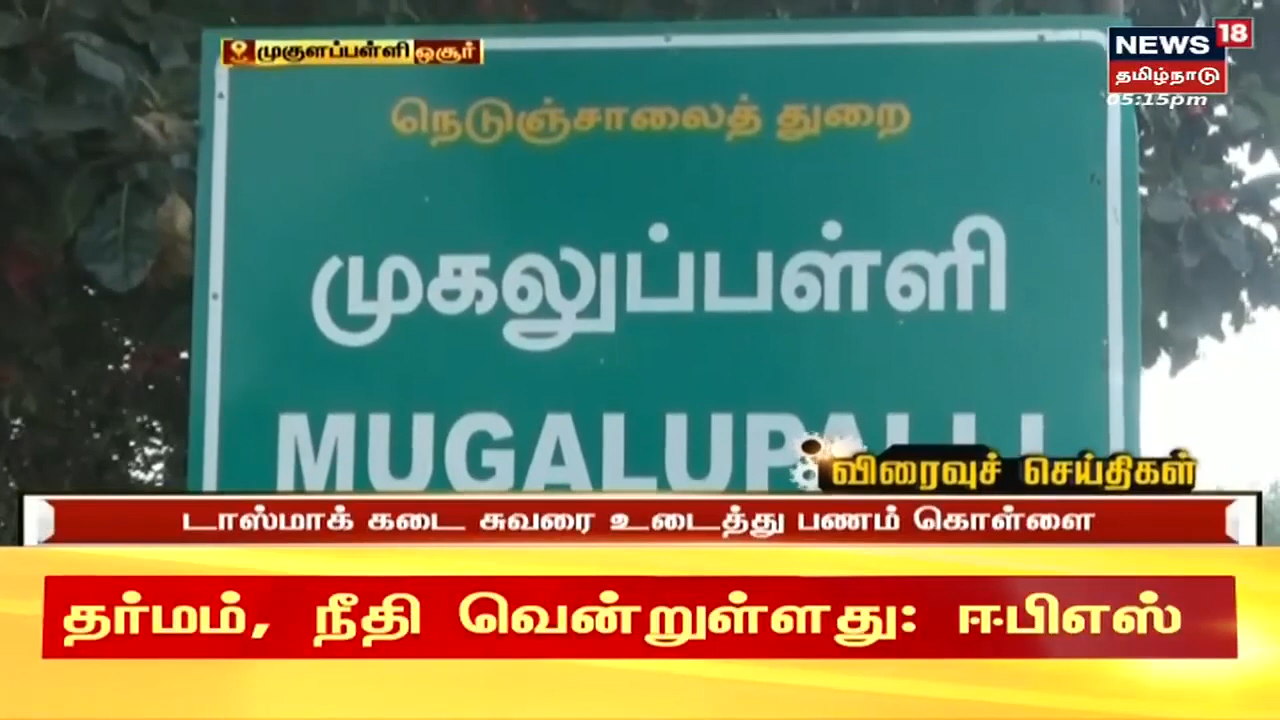 முகுளப்பள்ளி ஒசூர்
NEWS 18
தமிழ்நாடு
05:15pm
நெடுஞ்சாலைத் துறை
முகலுப்பள்ளி
MUGALUPALLI
விரைவுச் செய்திகள்
டாஸ்மாக் கடை சுவரை உடைத்து பணம் கொள்ளை
தர்மம், நீதி வென்றுள்ளது: ஈபிஎஸ்